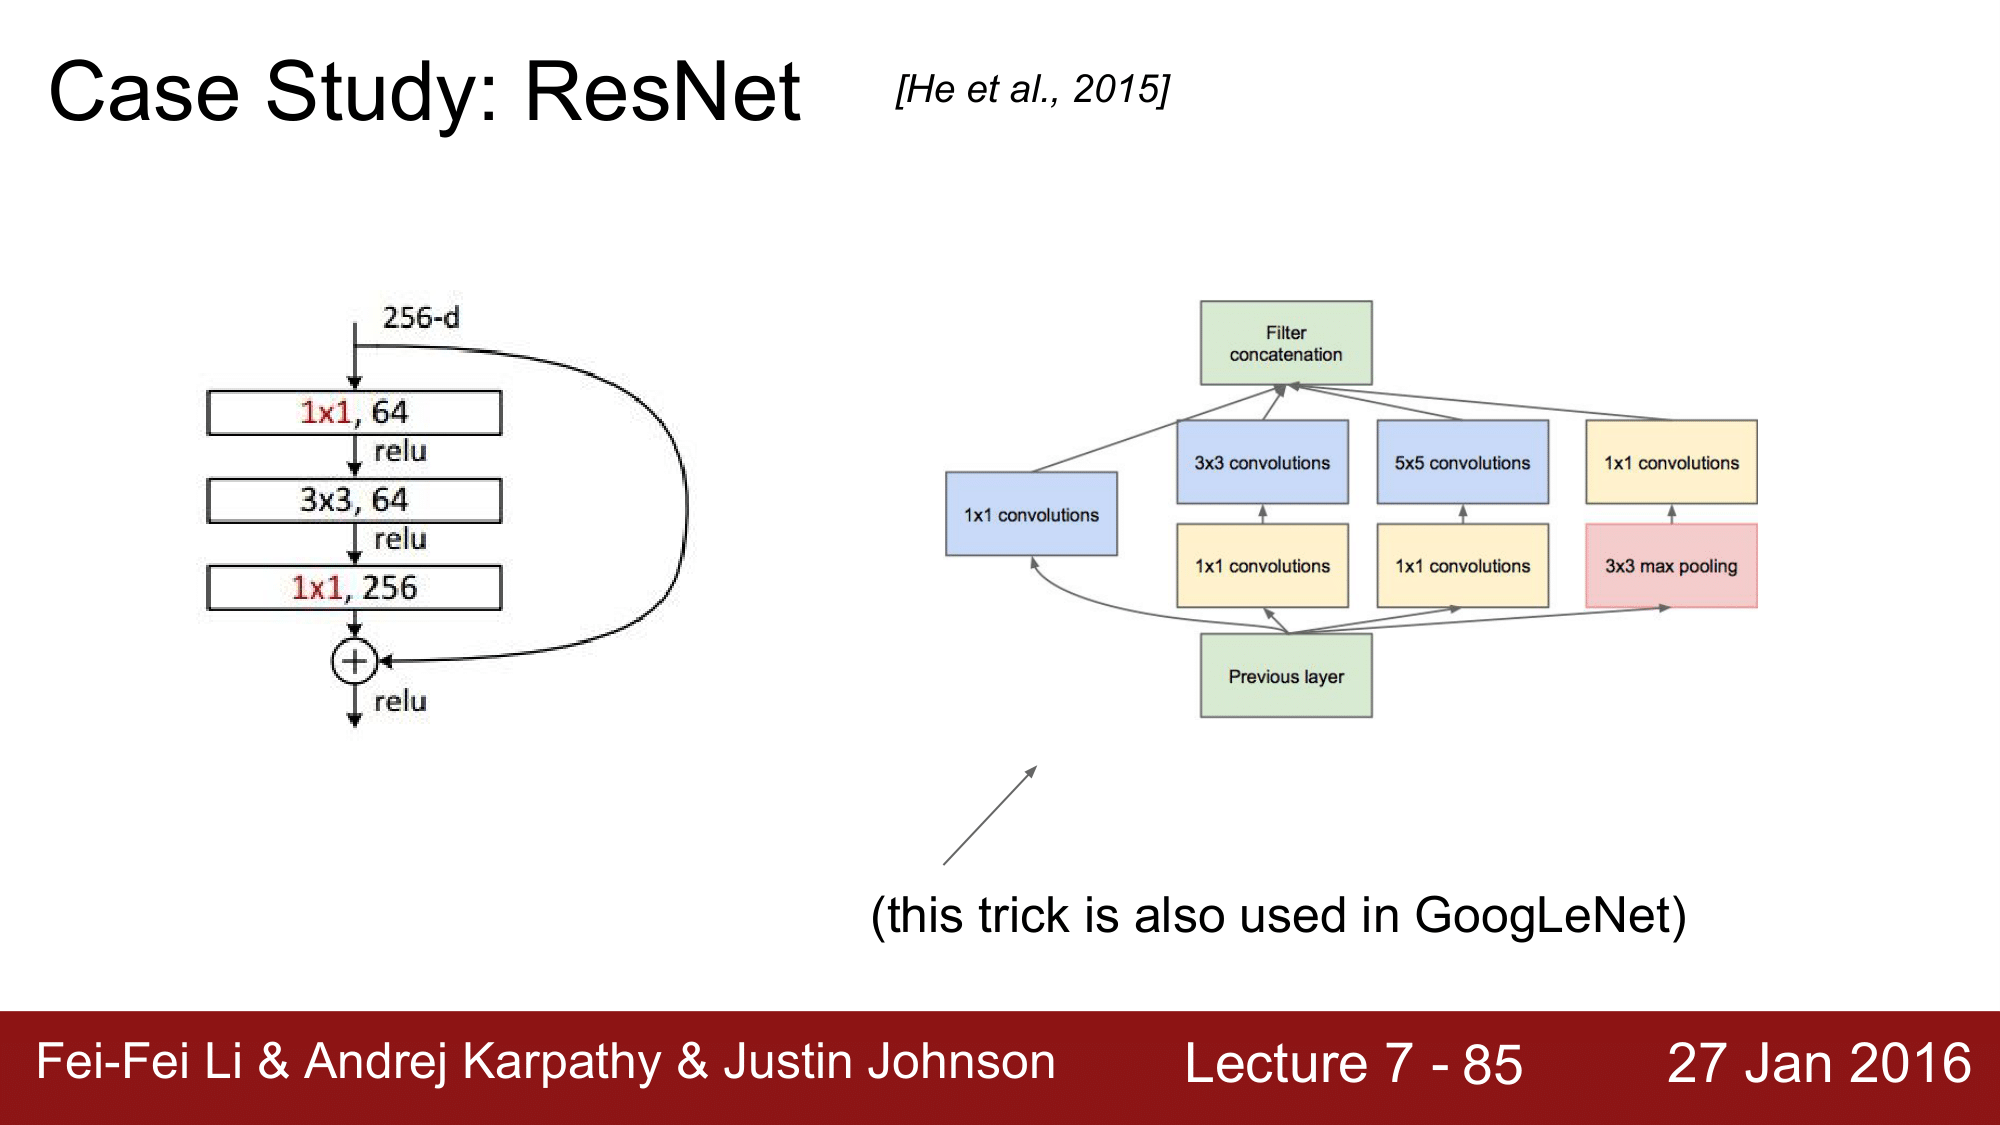 Case Study: ResNet
[He et al., 2015]
256-d
1x1, 64
relu
3x3, 64
relu
1x1, 256
relu
Filter
concatenation
3x3 convolutions
5x5 convolutions
1x1 convolutions
1x1 convolutions
1x1 convolutions
1x1 convolutions
3x3 max pooling
Previous layer
(this trick is also used in GoogLeNet)
Fei-Fei Li & Andrej Karpathy & Justin Johnson
Lecture 7 - 85
27 Jan 2016